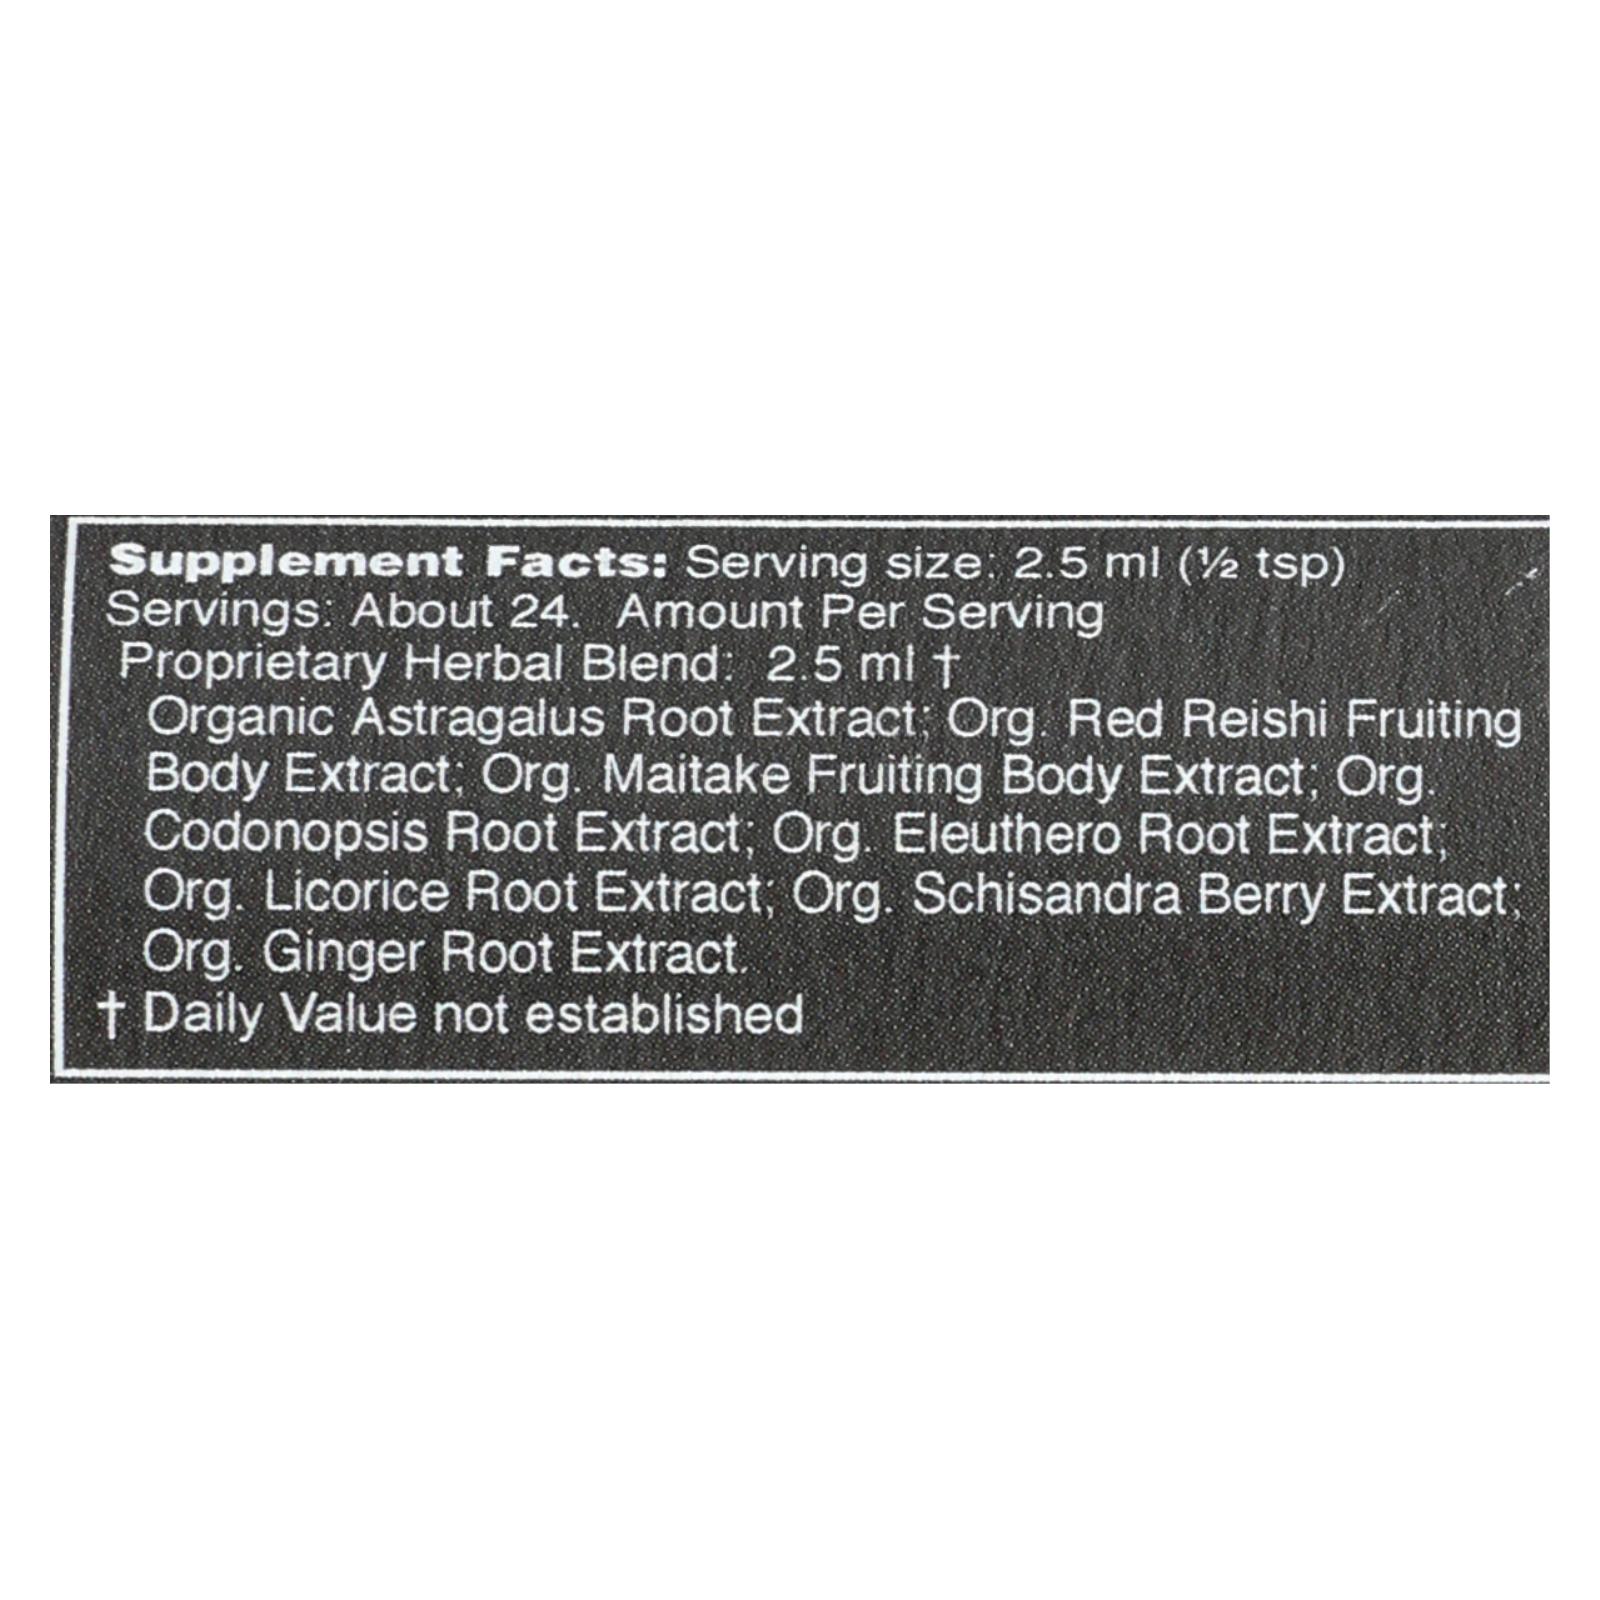 Supplement Facts: Serving size: 2.5 ml (½ tsp)
Servings: About 24. Amount Per Serving
Proprietary Herbal Blend: 2.5 ml †
Organic Astragalus Root Extract; Org. Red Reishi Fruiting
Body Extract; Org. Maitake Fruiting Body Extract; Org.
Codonopsis Root Extract; Org. Eleuthero Root Extract;
Org. Licorice Root Extract; Org. Schisandra Berry Extract;
Org. Ginger Root Extract.
† Daily Value not established